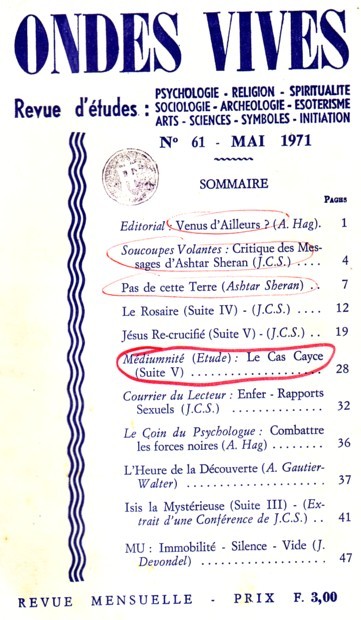 ONDES VIVES
Revue d'études :
PSYCHOLOGIE - RELIGION - SPIRITUALITE
SOCIOLOGIE - ARCHEOLOGIE - ESOTERISME
ARTS - SCIENCES - SYMBOLES - INITIATION
N° 61 - MAI 1971
SOMMAIRE
PAGES
Editorial : Venus d'Ailleurs ? (A. Hag). 1
Soucoupes Volantes : Critique des Mes-
sages d'Ashtar Sheran (J.C.S.) .... 4
Pas de cette Terre (Ashtar Sheran) .. 7
Le Rosaire (Suite IV) - (J.C.S.) .... 12
Jésus Re-crucifié (Suite V) - (J.C.S.) .. 19
Médiumnité (Etude) : Le Cas Cayce
(Suite V) ........................ 28
Courrier du Lecteur : Enfer - Rapports
Sexuels (J.C.S.) ................ 32
Le Coin du Psychologue : Combattre
les forces noires (A. Hag) ........ 36
L'Heure de la Découverte (A. Gautier-
Walter) ........................ 37
Isis la Mystérieuse (Suite III) - (Ex-
trait d'une Conférence de J.C.S.) .. 41
MU : Immobilité - Silence - Vide (J.
Devondel) ...................... 47
REVUE MENSUELLE - PRIX F. 3,00